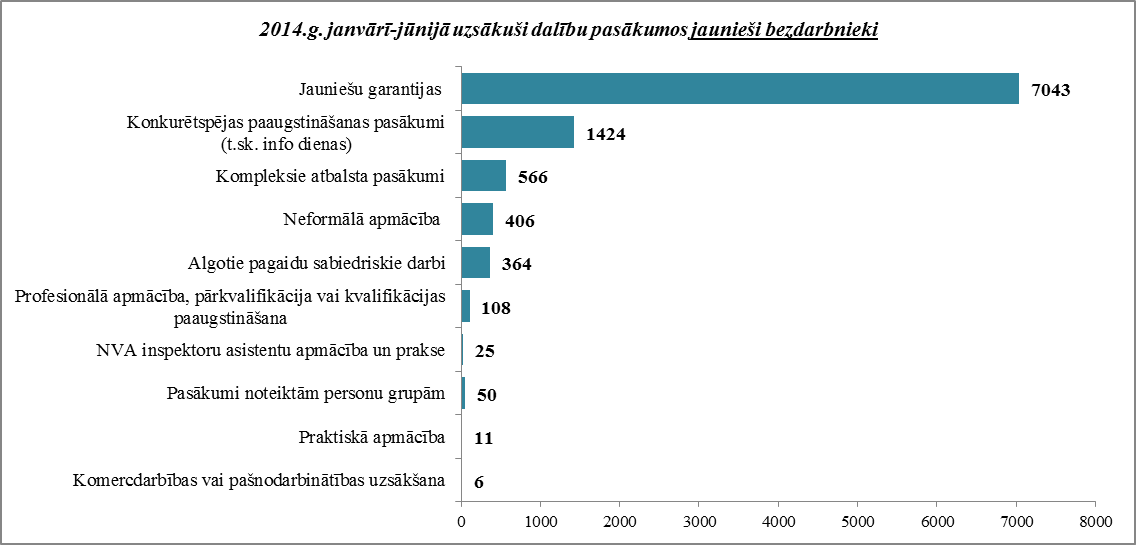 2014.g. janvārī-jūnijā uzsākuši dalību pasākumos jaunieši bezdarbnieki
Jauniešu garantijas
7043
Konkurētspējas paaugstināšanas pasākumi
(t.sk. info dienas)
1424
Kompleksie atbalsta pasākumi
566
Neformālā apmācība
406
Algotie pagaidu sabiedriskie darbi
364
Profesionālā apmācība, pārkvalifikācija vai kvalifikācijas
paaugstināšana
108
NVA inspektoru asistentu apmācība un prakse
25
Pasākumi noteiktām personu grupām
50
Praktiskā apmācība
11
Komercdarbības vai pašnodarbinātības uzsākšana
6
0 1000 2000 3000 4000 5000 6000 7000 8000